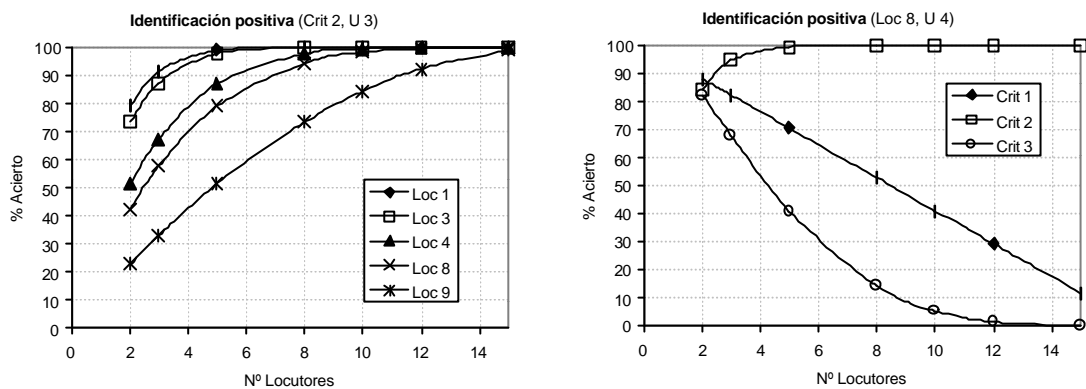 Identificación positiva (Crit 2, U 3)
100
90
80
70
60
50
40
30
20
10
0
% Acierto
0 2 4 6 8 10 12 14
Nº Locutores
Loc 1
Loc 3
Loc 4
Loc 8
Loc 9
Identificación positiva (Loc 8, U 4)
100
90
80
70
60
50
40
30
20
10
0
% Acierto
0 2 4 6 8 10 12 14
Nº Locutores
Crit 1
Crit 2
Crit 3